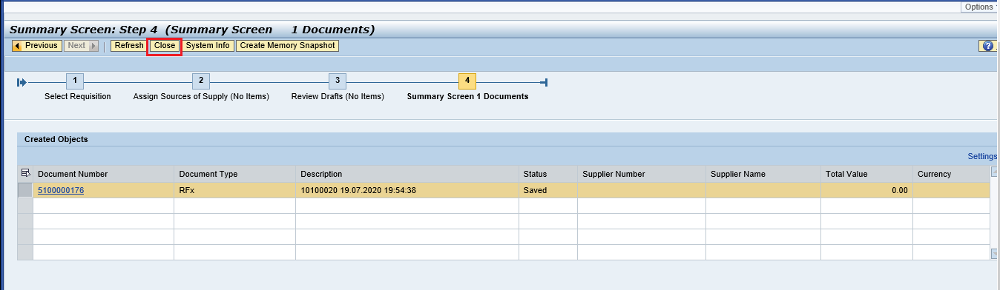 Options
Summary Screen: Step 4 (Summary Screen 1 Documents)
Previous Next Refresh Close System Info Create Memory Snapshot ?
1 2 3 4
Select Requisition Assign Sources of Supply (No Items) Review Drafts (No Items) Summary Screen 1 Documents
Created Objects
Settings
Document Number Document Type Description Status Supplier Number Supplier Name Total Value Currency
5100000176 RFx 10100020 19.07.2020 19:54:38 Saved 0.00